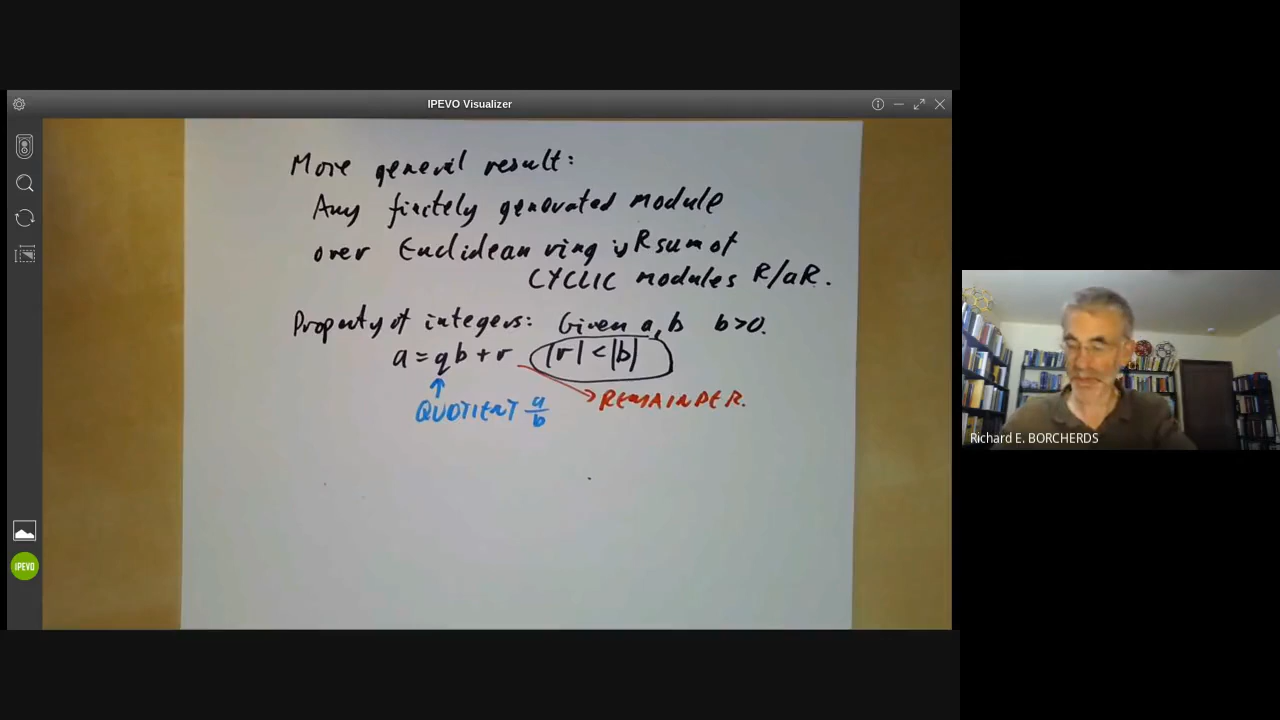 IPEVO Visualizer
More general result:
Any finitely generated module
over Euclidean ring is R sum of
CYCLIC modules R/aR.
Property of integers: Given a, b b>0.
a = qb + r |r| < |b|
QUOTIENT a/b
REMAINDER.
IPEVO
Richard E. BORCHERDS